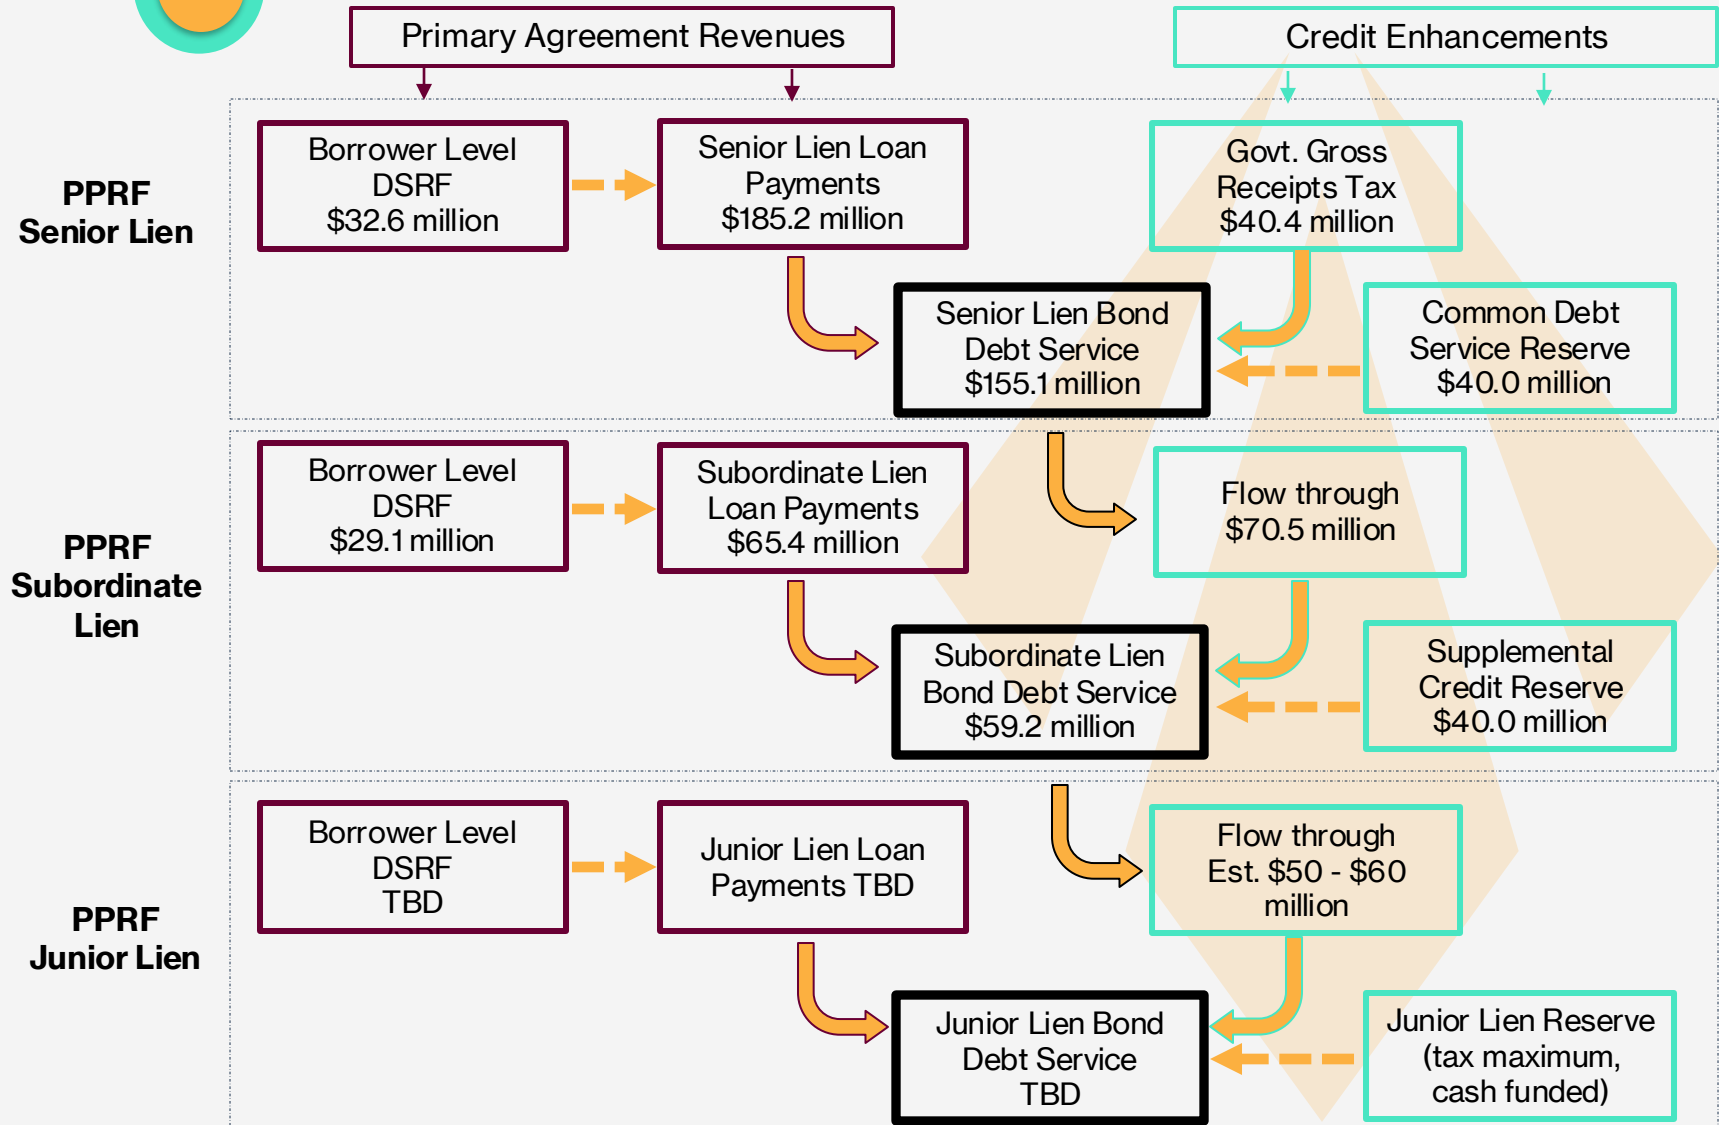 Primary Agreement Revenues
Credit Enhancements
PPRF
Senior Lien
Borrower Level
DSRF
$32.6 million
Senior Lien Loan
Payments
$185.2 million
Govt. Gross
Receipts Tax
$40.4 million
Senior Lien Bond
Debt Service
$155.1 million
Common Debt
Service Reserve
$40.0 million
PPRF
Subordinate
Lien
Borrower Level
DSRF
$29.1 million
Subordinate Lien
Loan Payments
$65.4 million
Flow through
$70.5 million
Subordinate Lien
Bond Debt Service
$59.2 million
Supplemental
Credit Reserve
$40.0 million
PPRF
Junior Lien
Borrower Level
DSRF
TBD
Junior Lien Loan
Payments TBD
Flow through
Est. $50 - $60
million
Junior Lien Bond
Debt Service
TBD
Junior Lien Reserve
(tax maximum,
cash funded)